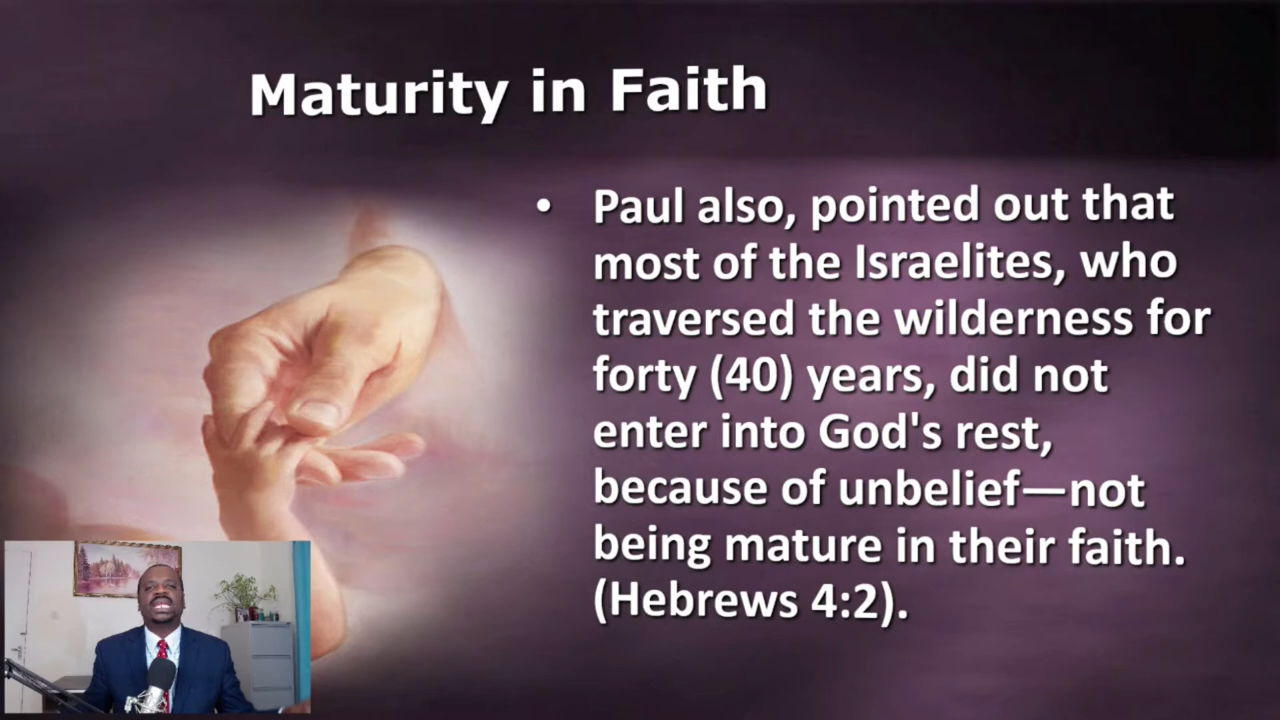 Maturity in Faith
• Paul also, pointed out that
most of the Israelites, who
traversed the wilderness for
forty (40) years, did not
enter into God's rest,
because of unbelief—not
being mature in their faith.
(Hebrews 4:2).